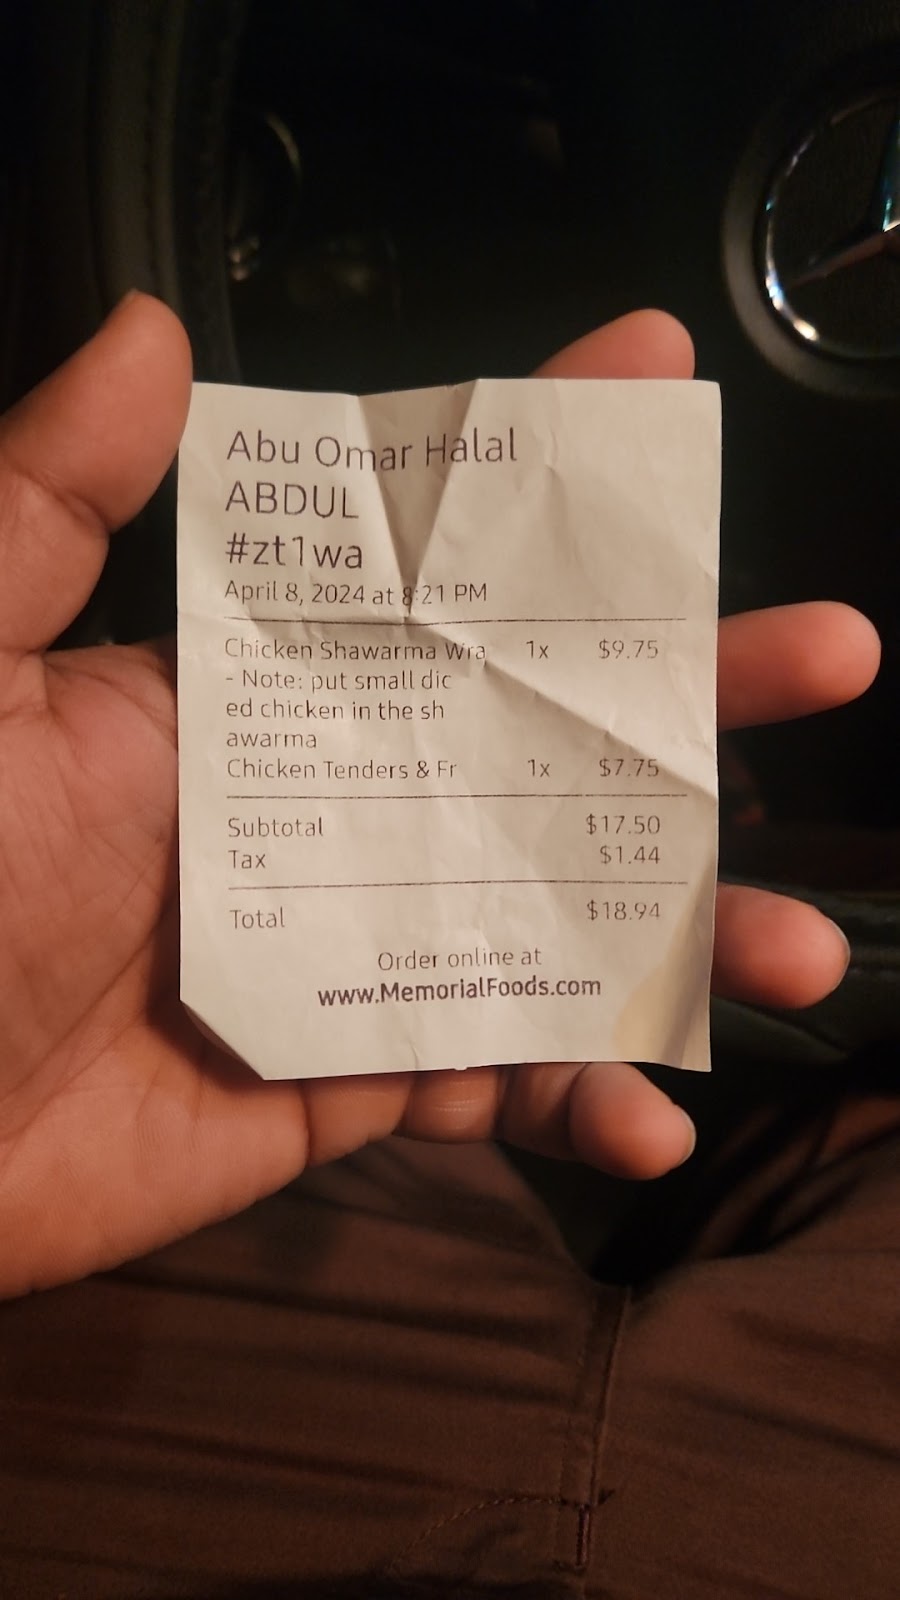 Abu Omar Halal
ABDUL
#zt1wa
April 8, 2024 at 8:21 PM
Chicken Shawarma Wra 1x $9.75
- Note: put small dic
ed chicken in the sh
awarma
Chicken Tenders & Fr 1x $7.75
Subtotal $17.50
Tax $1.44
Total $18.94
Order online at
www.MemorialFoods.com